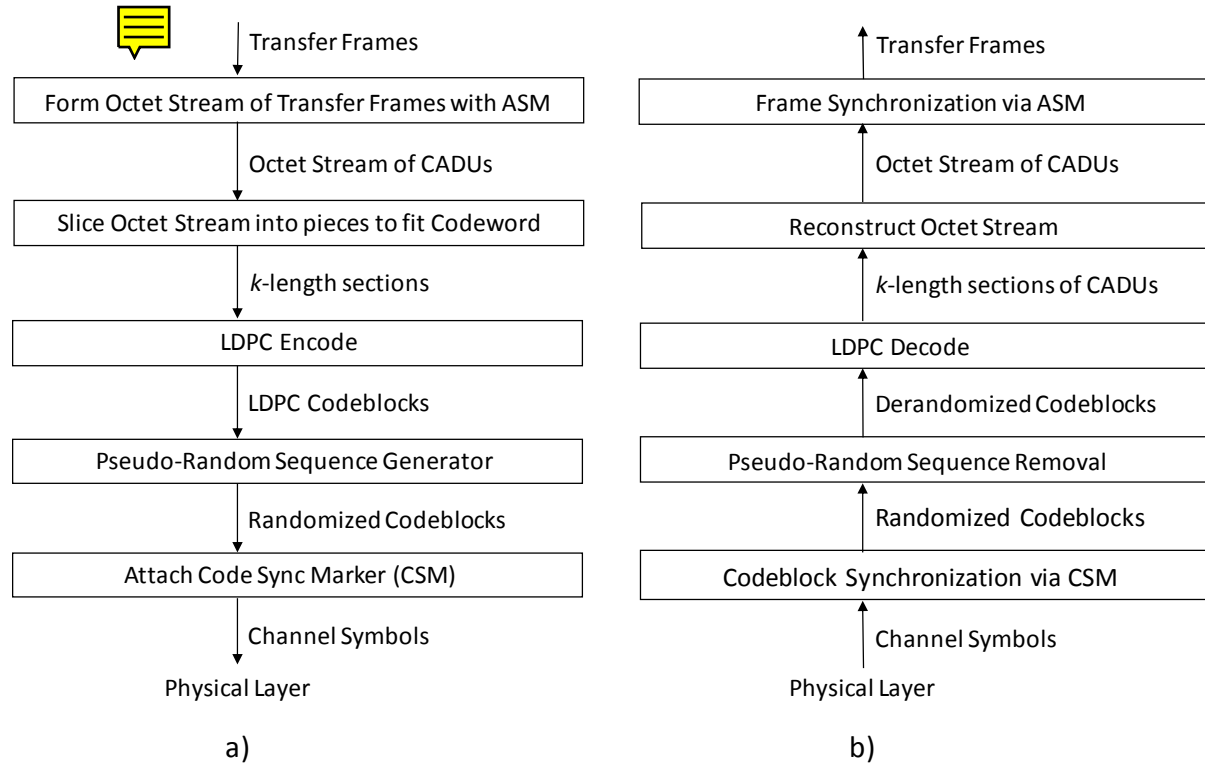 Transfer Frames
Form Octet Stream of Transfer Frames with ASM
Octet Stream of CADUs
Slice Octet Stream into pieces to fit Codeword
k-length sections
LDPC Encode
LDPC Codeblocks
Pseudo-Random Sequence Generator
Randomized Codeblocks
Attach Code Sync Marker (CSM)
Channel Symbols
Physical Layer
a)
Transfer Frames
Frame Synchronization via ASM
Octet Stream of CADUs
Reconstruct Octet Stream
k-length sections of CADUs
LDPC Decode
Derandomized Codeblocks
Pseudo-Random Sequence Removal
Randomized Codeblocks
Codeblock Synchronization via CSM
Channel Symbols
Physical Layer
b)